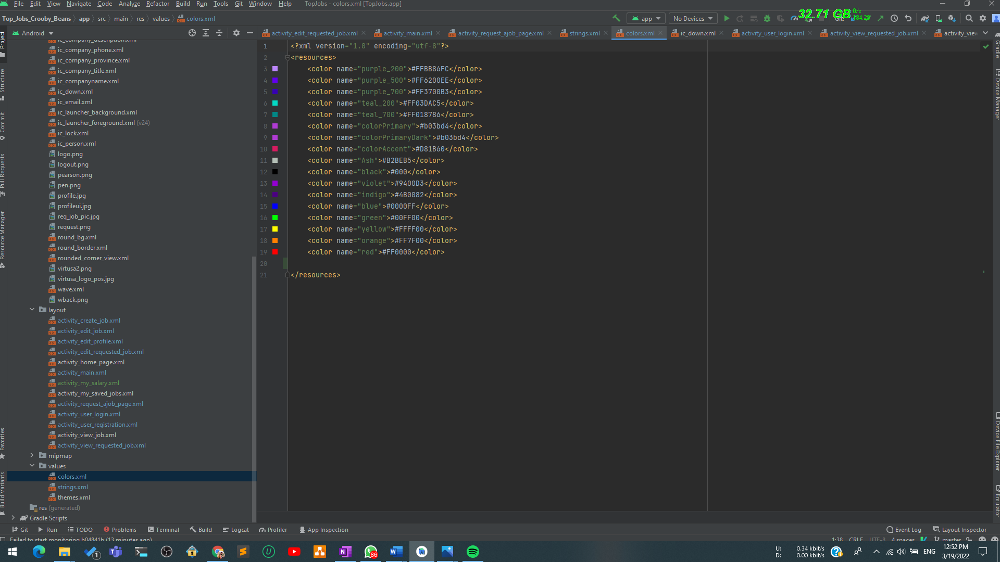 File Edit View Navigate Code Analyze Refactor Build Run Tools Git Window Help TopJobs - colors.xml [TopJobs.app]
Top_Jobs_Crooby_Beans app src main res values colors.xml
app No Devices Git:
32.71 GB 0/s
184:28
Android
activity_edit_requested_job.xml activity_main.xml activity_request_ajob_page.xml strings.xml colors.xml ic_down.xml activity_user_login.xml activity_view_requested_job.xml activity_view
Project
Structure
Commit
Pull Requests
Resource Manager
Favorites
Build Variants
ic_company_description.xml
ic_company_phone.xml
ic_company_province.xml
ic_company_title.xml
ic_companyname.xml
ic_down.xml
ic_email.xml
ic_launcher_background.xml
ic_launcher_foreground.xml (v24)
ic_lock.xml
ic_person.xml
logo.png
logout.png
pearson.png
pen.png
profile.jpg
profileui.jpg
req_job_pic.jpg
request.png
round_bg.xml
round_border.xml
rounded_corner_view.xml
virtusa2.png
virtusa_logo_pos.jpg
wave.xml
wback.png
layout
activity_create_job.xml
activity_edit_job.xml
activity_edit_profile.xml
activity_edit_requested_job.xml
activity_home_page.xml
activity_main.xml
activity_my_salary.xml
activity_my_saved_jobs.xml
activity_request_ajob_page.xml
activity_user_login.xml
activity_user_registration.xml
activity_view_job.xml
activity_view_requested_job.xml
mipmap
values
colors.xml
strings.xml
themes.xml
res (generated)
Gradle Scripts
1 <?xml version="1.0" encoding="utf-8"?>
2 <resources>
3 <color name="purple_200">#FFBB86FC</color>
4 <color name="purple_500">#FF6200EE</color>
5 <color name="purple_700">#FF3700B3</color>
6 <color name="teal_200">#FF03DAC5</color>
7 <color name="teal_700">#FF018786</color>
8 <color name="colorPrimary">#b03bd4</color>
9 <color name="colorPrimaryDark">#b03bd4</color>
10 <color name="colorAccent">#D81B60</color>
11 <color name="Ash">#B2BEB5</color>
12 <color name="black">#000</color>
13 <color name="violet">#9400D3</color>
14 <color name="indigo">#4B0082</color>
15 <color name="blue">#0000FF</color>
16 <color name="green">#00FF00</color>
17 <color name="yellow">#FFFF00</color>
18 <color name="orange">#FF7F00</color>
19 <color name="red">#FF0000</color>
20
21 </resources>
Gradle
Device Manager
Device File Explorer
Emulator
Git Run TODO Problems Terminal Build Logcat Profiler App Inspection Event Log Layout Inspector
Failed to start monitoring h04841h (13 minutes ago) 1:38 CRLF UTF-8 4 spaces master
1 86 U: 0.34 kbit/s ENG 12:52 PM
D: 0.00 kbit/s 3/19/2022